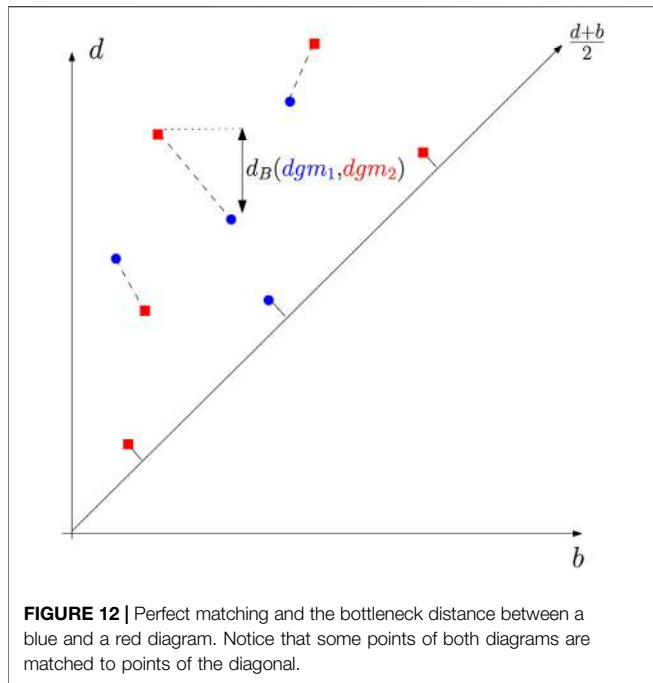 d
d+b
2
d_B(dgm_1,dgm_2)
b
FIGURE 12 | Perfect matching and the bottleneck distance between a
blue and a red diagram. Notice that some points of both diagrams are
matched to points of the diagonal.